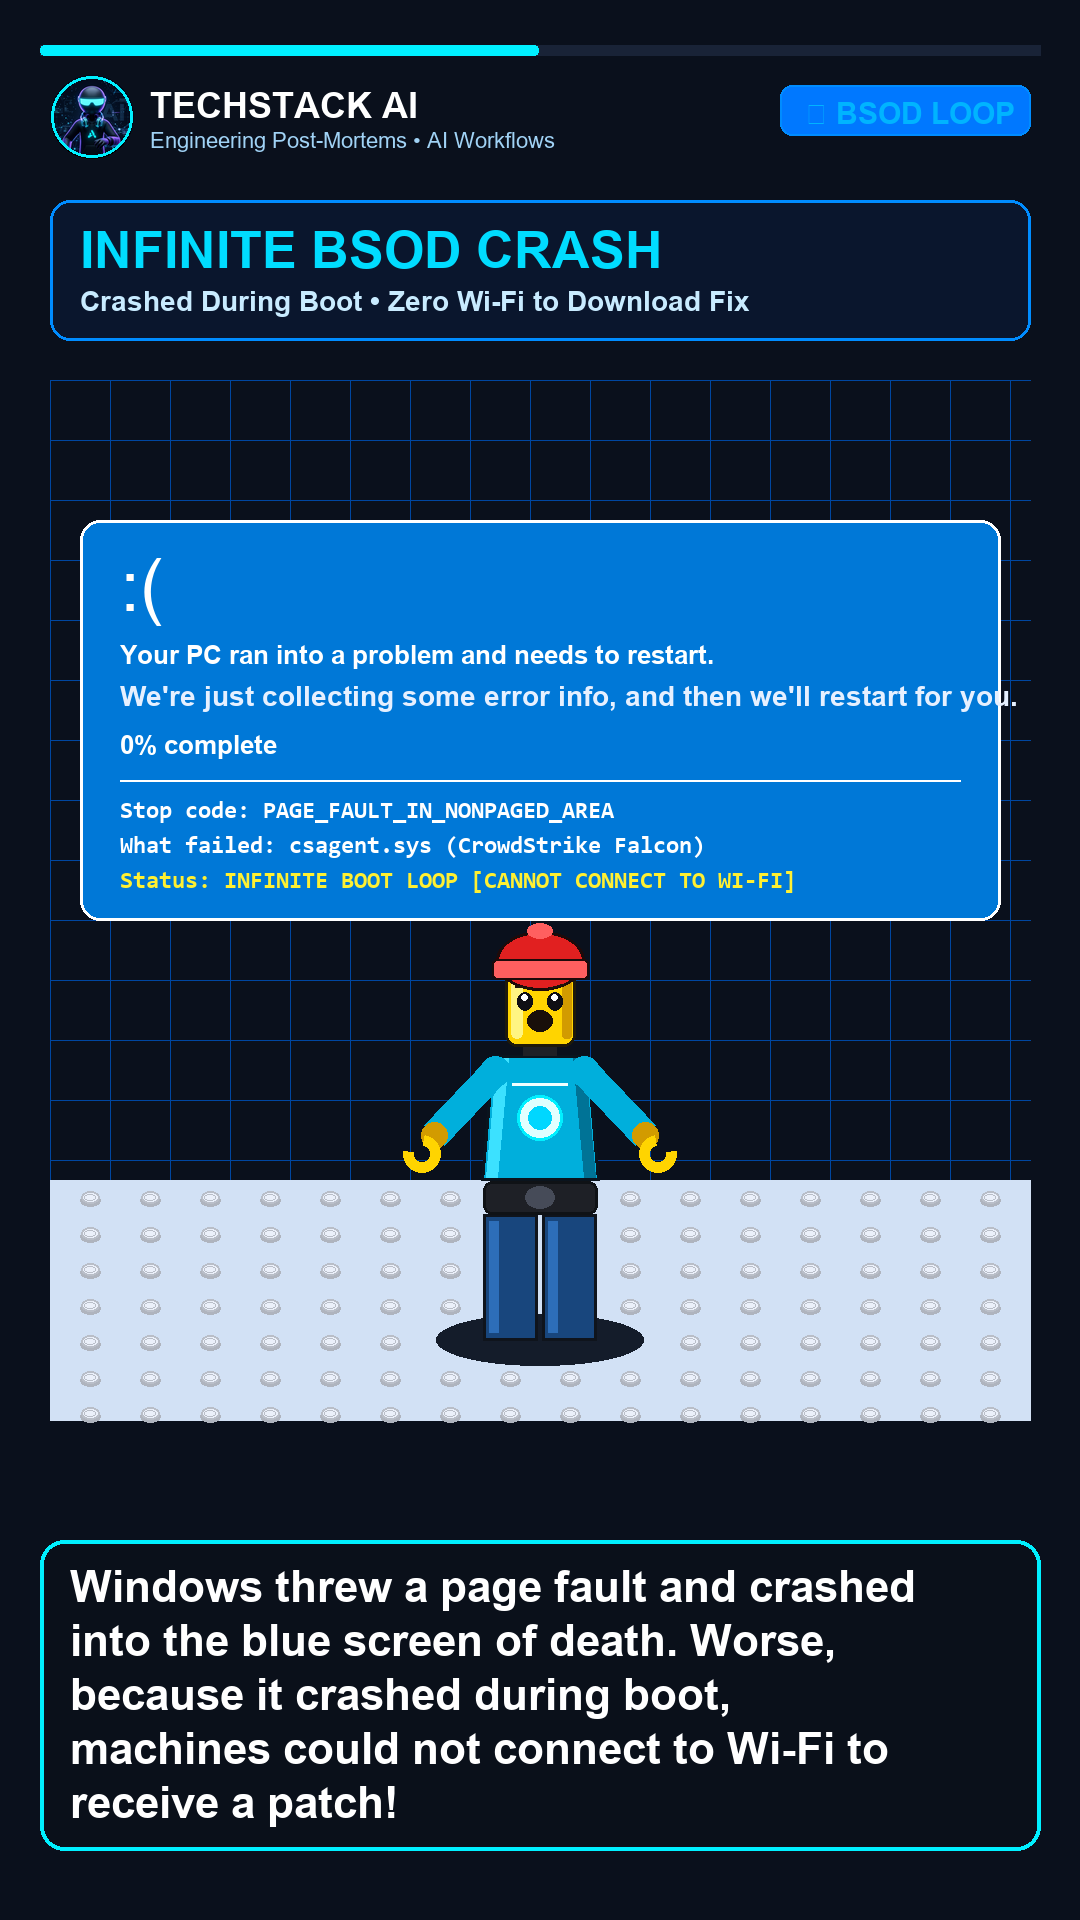 TECHSTACK AI
Engineering Post-Mortems • AI Workflows
BSOD LOOP
INFINITE BSOD CRASH
Crashed During Boot • Zero Wi-Fi to Download Fix
:(
Your PC ran into a problem and needs to restart.
We're just collecting some error info, and then we'll restart for you.
0% complete
Stop code: PAGE_FAULT_IN_NONPAGED_AREA
What failed: csagent.sys (CrowdStrike Falcon)
Status: INFINITE BOOT LOOP [CANNOT CONNECT TO WI-FI]
Windows threw a page fault and crashed
into the blue screen of death. Worse,
because it crashed during boot,
machines could not connect to Wi-Fi to
receive a patch!